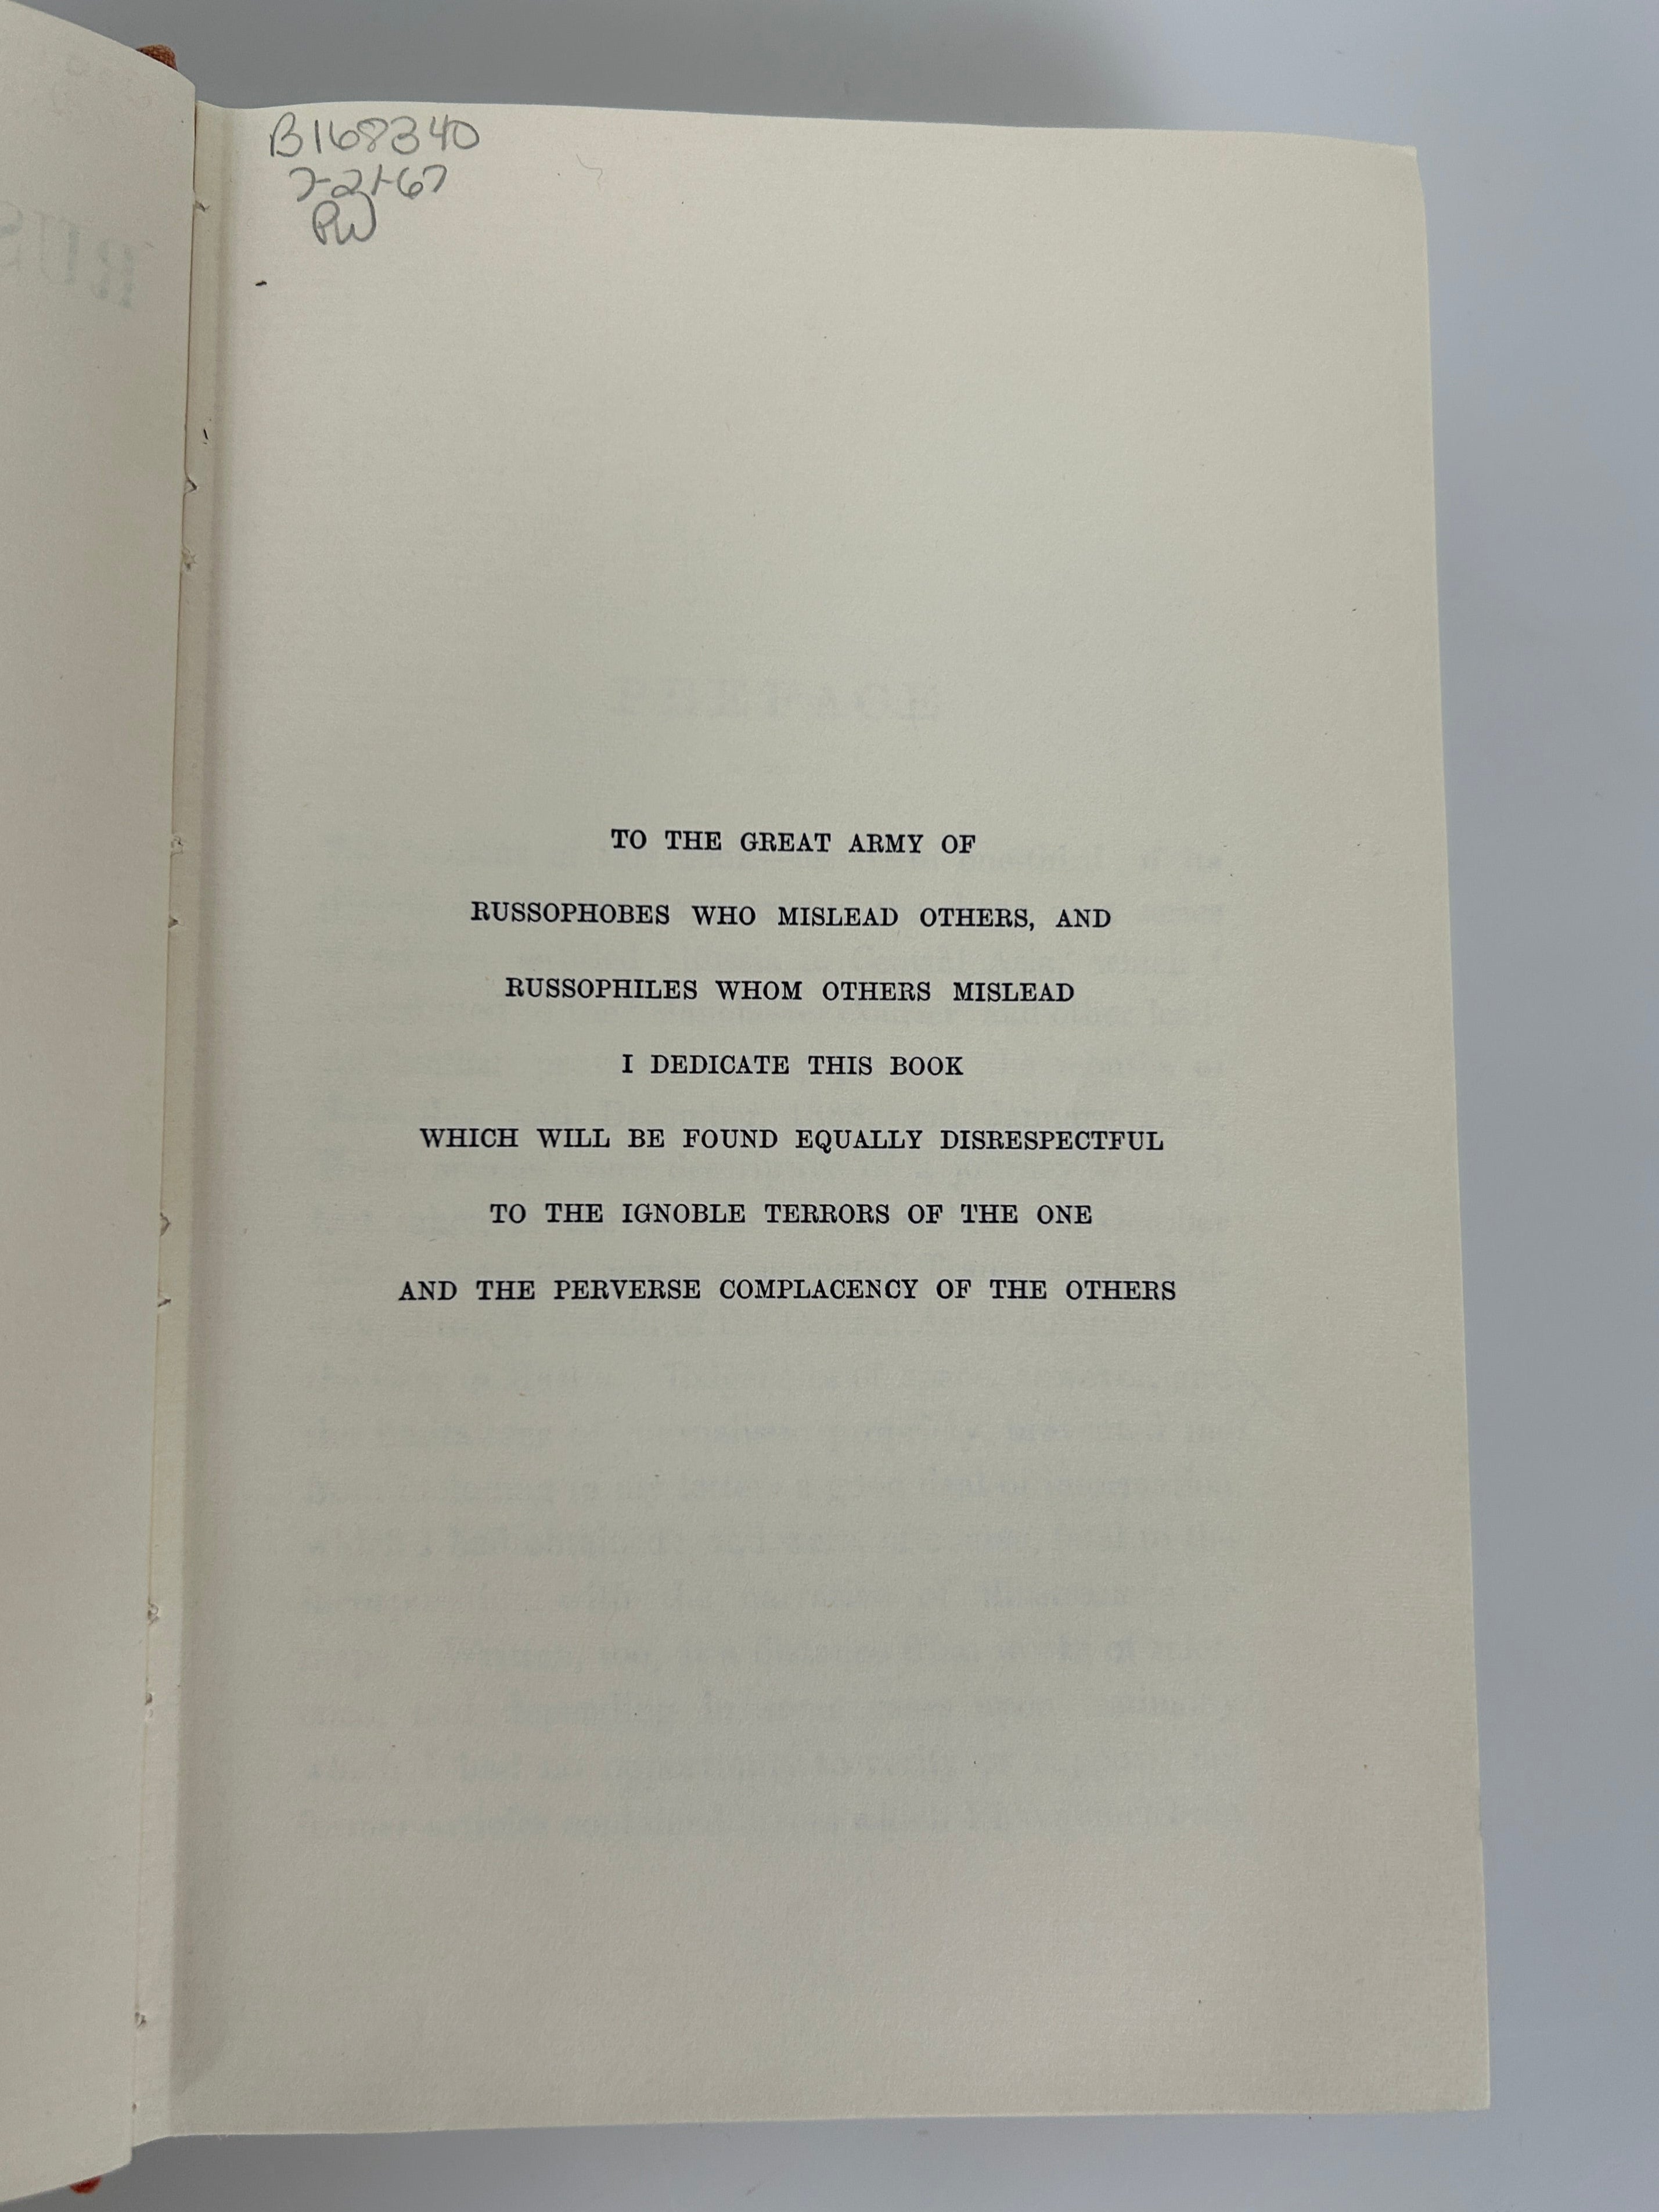 B168340
7-21-67
PW
TO THE GREAT ARMY OF
RUSSOPHOBES WHO MISLEAD OTHERS, AND
RUSSOPHILES WHOM OTHERS MISLEAD
I DEDICATE THIS BOOK
WHICH WILL BE FOUND EQUALLY DISRESPECTFUL
TO THE IGNOBLE TERRORS OF THE ONE
AND THE PERVERSE COMPLACENCY OF THE OTHERS